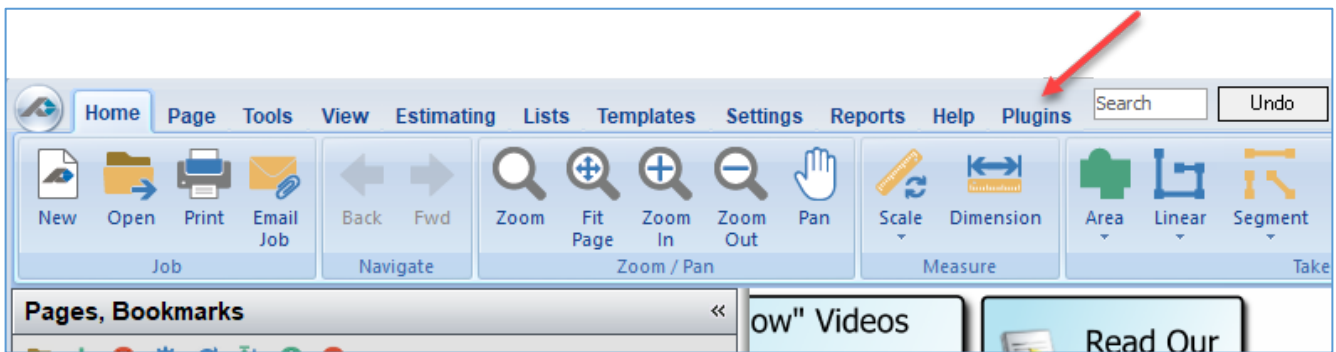 Home Page Tools View Estimating Lists Templates Settings Reports Help Plugins Search Undo
New Open Print Email Job Back Fwd Zoom Fit Page Zoom In Zoom Out Pan Scale Dimension Area Linear Segment
Job Navigate Zoom / Pan Measure Take
Pages, Bookmarks «
ow" Videos
Read Our